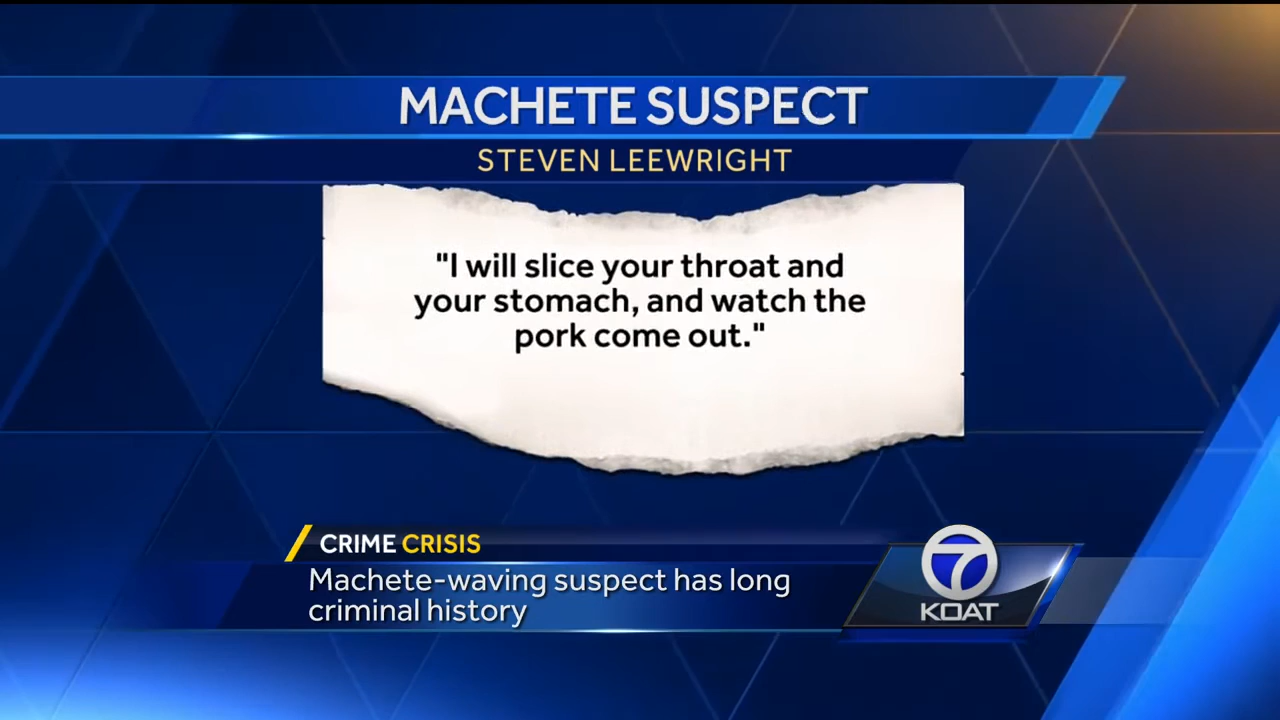 MACHETE SUSPECT
STEVEN LEEWRIGHT
"I will slice your throat and
your stomach, and watch the
pork come out."
CRIME CRISIS
Machete-waving suspect has long
criminal history
7
KOAT